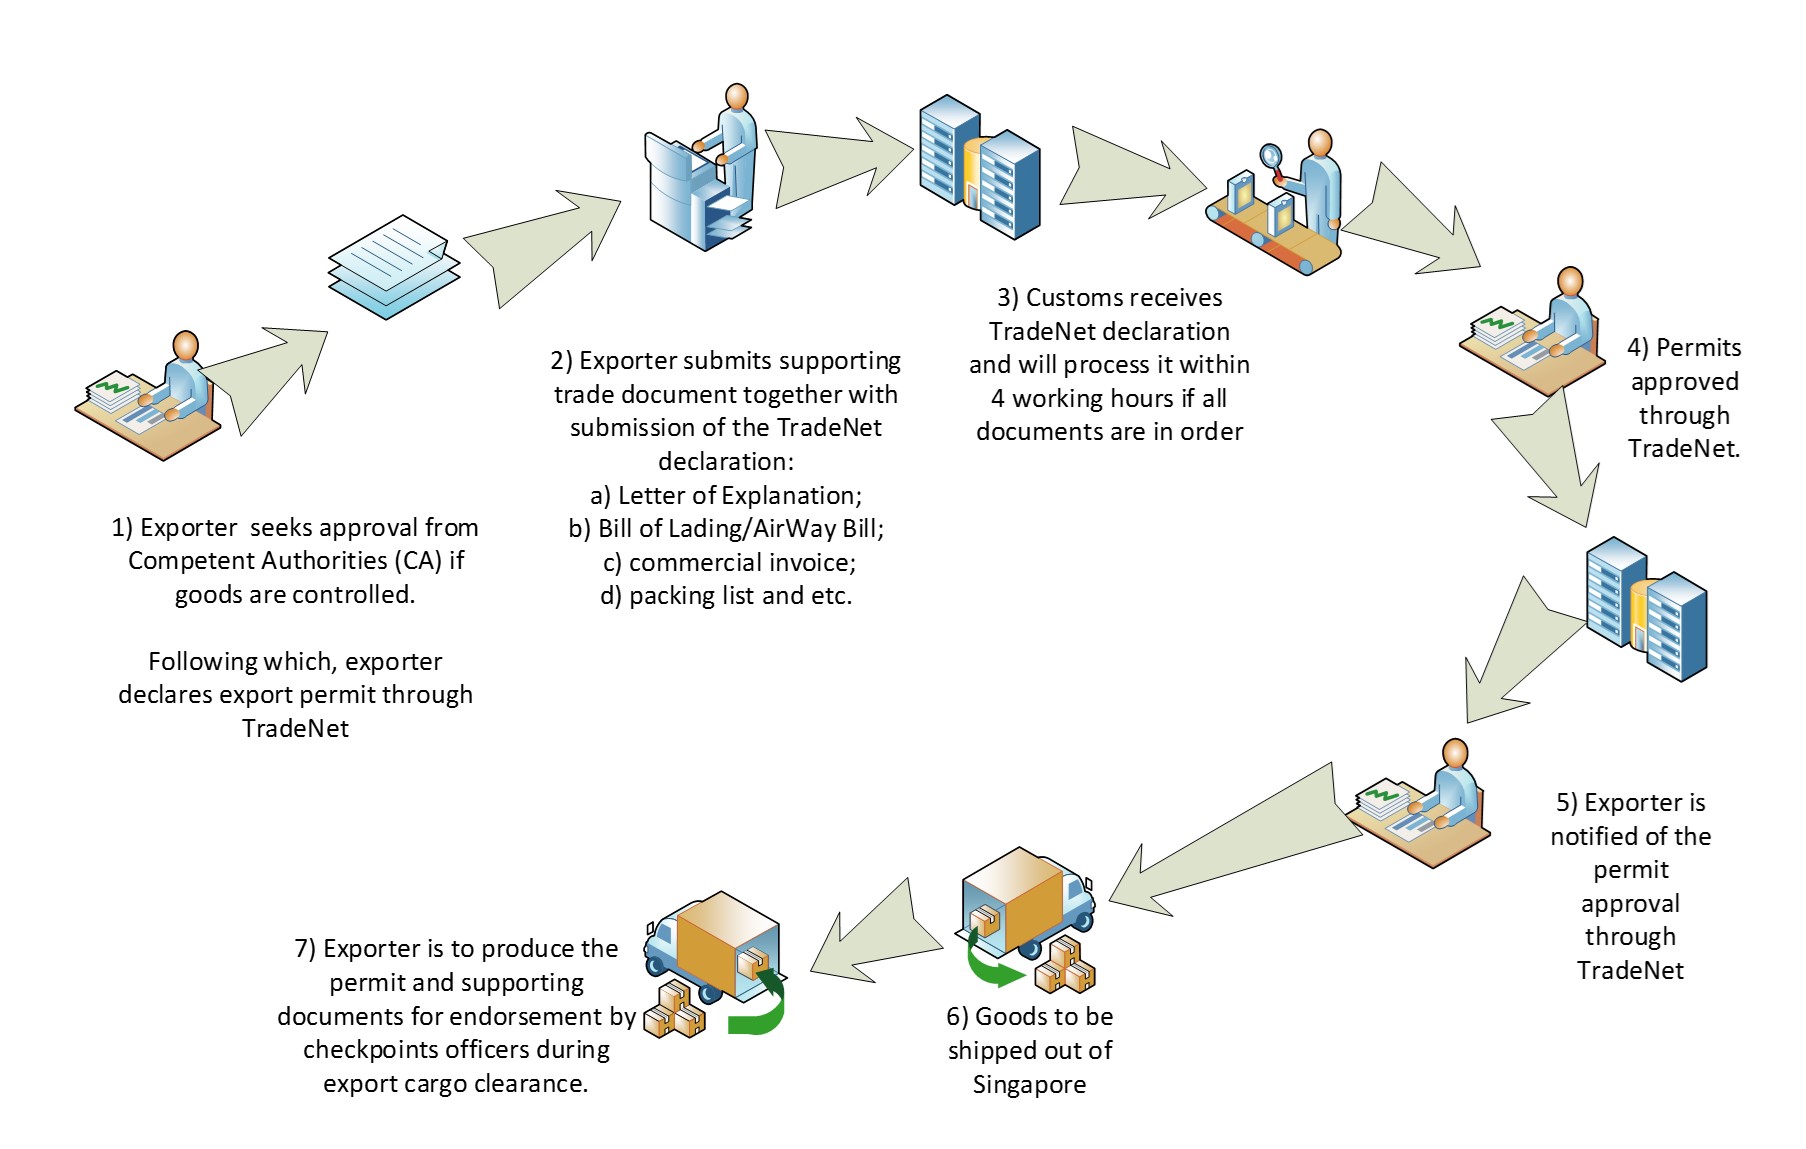 1) Exporter  seeks approval from
Competent Authorities (CA) if
goods are controlled.
Following which, exporter
declares export permit through
TradeNet
2) Exporter submits supporting
trade document together with
submission of the TradeNet
declaration:
a) Letter of Explanation;
b) Bill of Lading/AirWay Bill;
c) commercial invoice;
d) packing list and etc.
3) Customs receives
TradeNet declaration
and will process it within
4 working hours if all
documents are in order
4) Permits
approved
through
TradeNet.
5) Exporter is
notified of the
permit
approval
through
TradeNet
6) Goods to be
shipped out of
Singapore
7) Exporter is to produce the
permit and supporting
documents for endorsement by
checkpoints officers during
export cargo clearance.